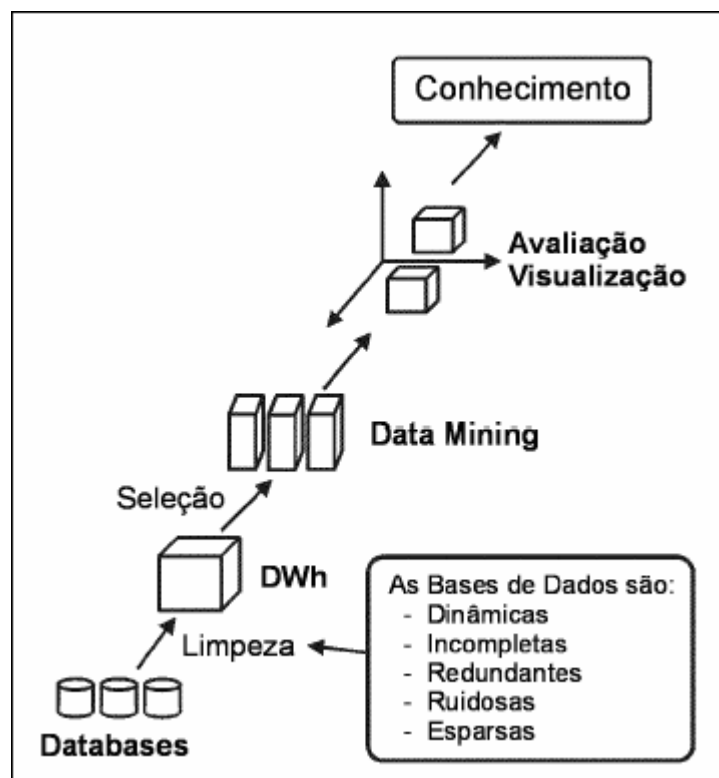 Conhecimento
Avaliação
Visualização
Data Mining
Seleção
DWh
As Bases de Dados são:
- Dinâmicas
- Incompletas
- Redundantes
- Ruidosas
- Esparsas
Limpeza
Databases